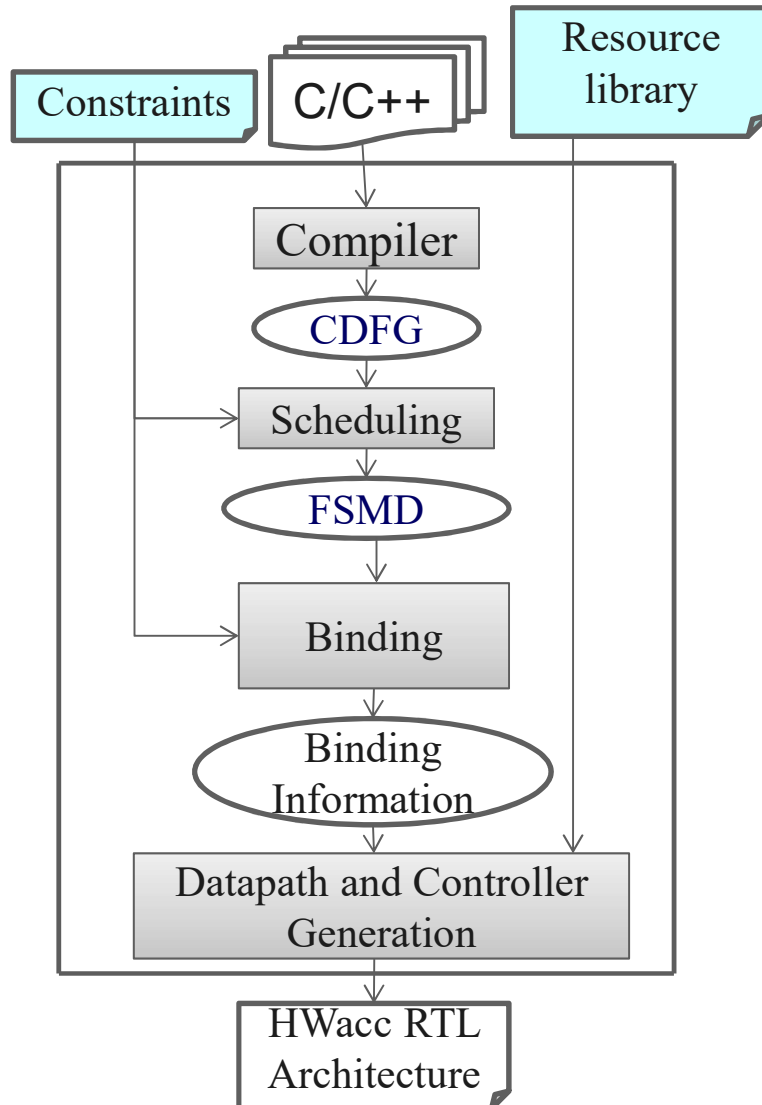 Constraints
C/C++
Resource
library
Compiler
CDFG
Scheduling
FSMD
Binding
Binding
Information
Datapath and Controller
Generation
HWacc RTL
Architecture